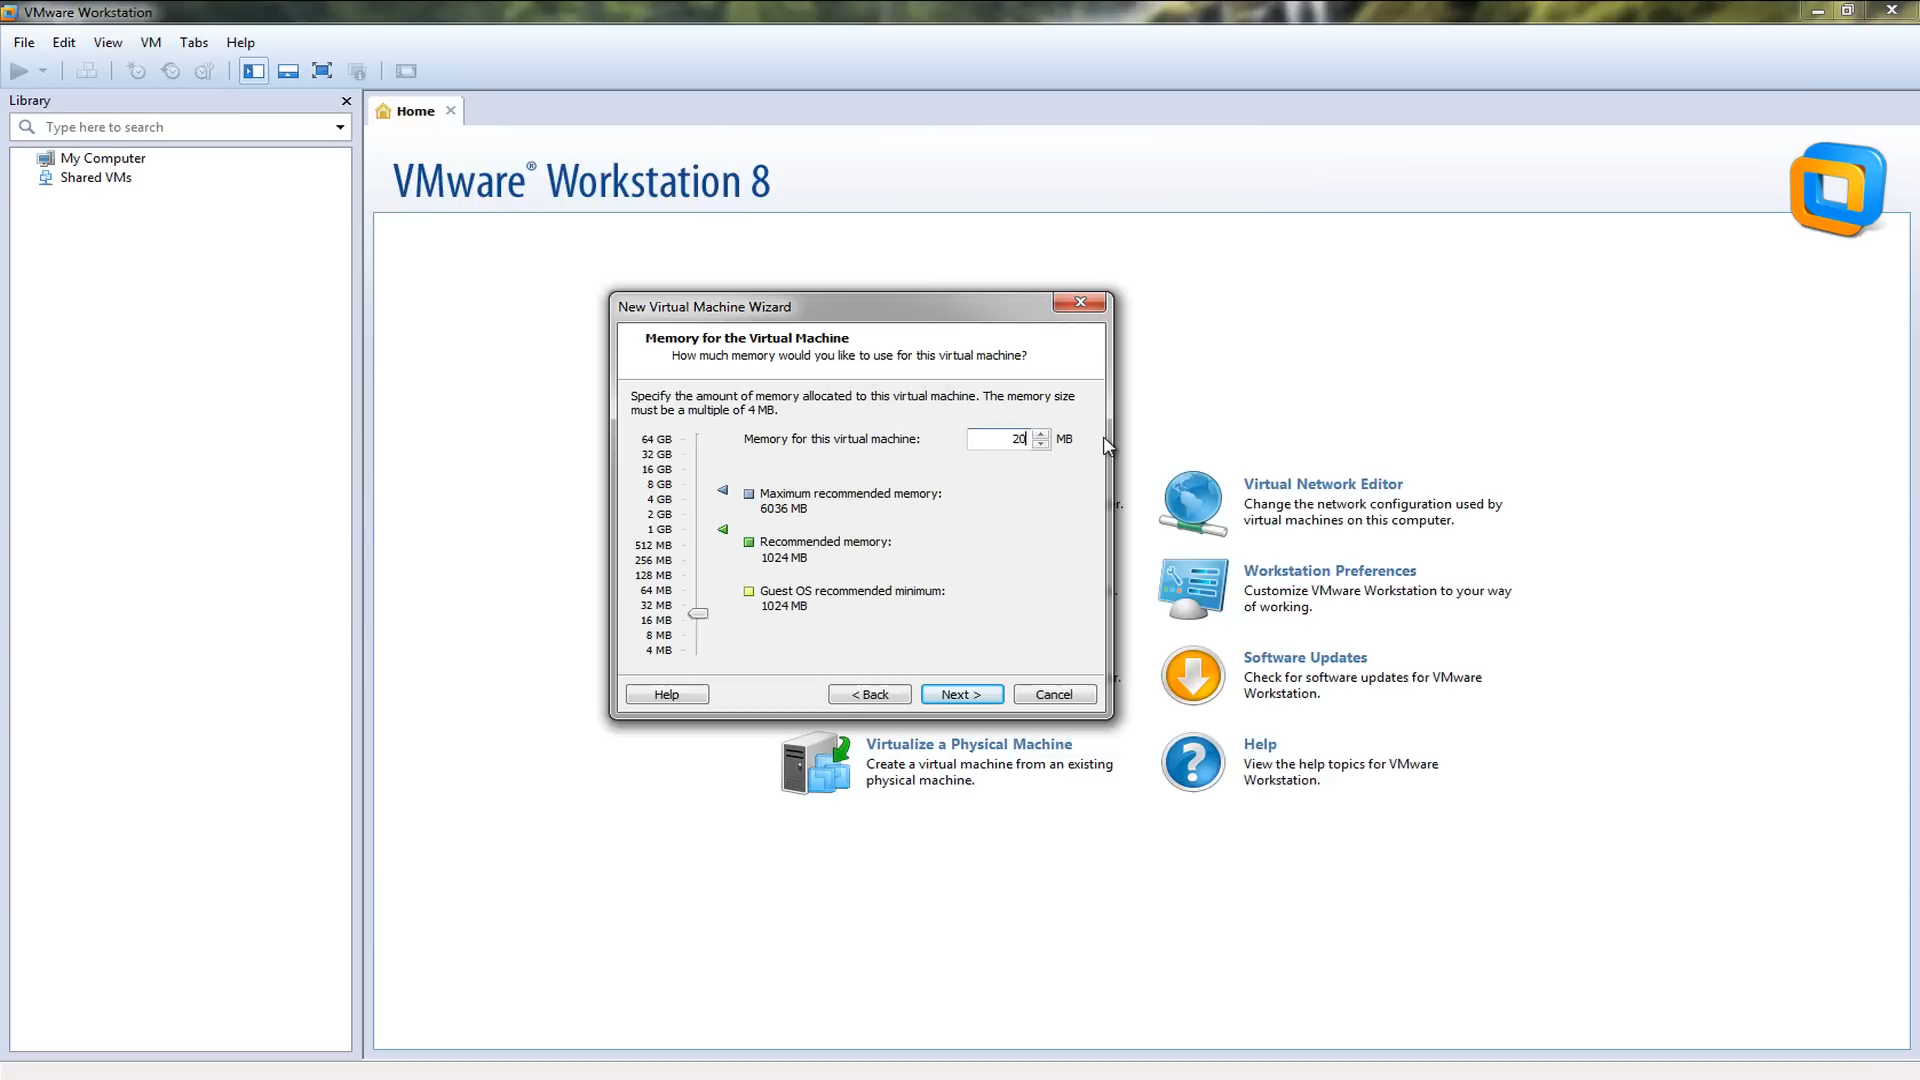 VMware Workstation
File Edit View VM Tabs Help
Library
Type here to search
My Computer
Shared VMs
Home
VMware® Workstation 8
New Virtual Machine Wizard
Memory for the Virtual Machine
How much memory would you like to use for this virtual machine?
Specify the amount of memory allocated to this virtual machine. The memory size
must be a multiple of 4 MB.
Memory for this virtual machine: 20 MB
64 GB
32 GB
16 GB
8 GB
4 GB
2 GB
1 GB
512 MB
256 MB
128 MB
64 MB
32 MB
16 MB
8 MB
4 MB
Maximum recommended memory:
6036 MB
Recommended memory:
1024 MB
Guest OS recommended minimum:
1024 MB
Help < Back Next > Cancel
Virtualize a Physical Machine
Create a virtual machine from an existing
physical machine.
Virtual Network Editor
Change the network configuration used by
virtual machines on this computer.
Workstation Preferences
Customize VMware Workstation to your way
of working.
Software Updates
Check for software updates for VMware
Workstation.
Help
View the help topics for VMware
Workstation.